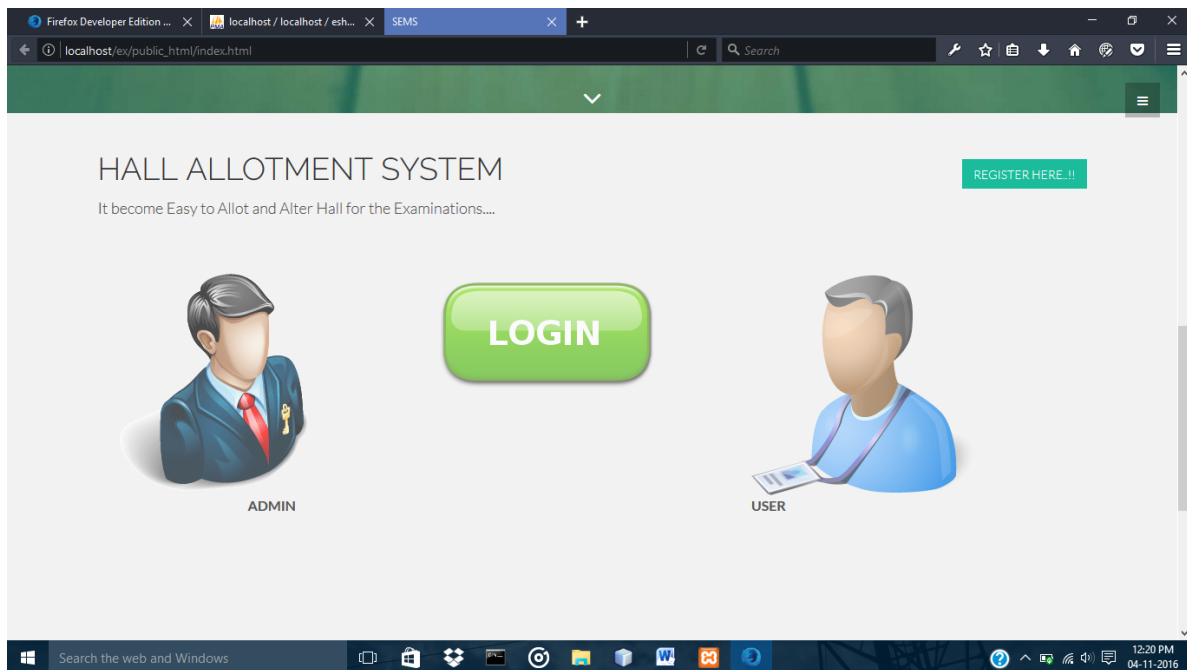 Firefox Developer Edition ...
localhost / localhost / esh...
SEMS
localhost/ex/public_html/index.html
Search
HALL ALLOTMENT SYSTEM
REGISTER HERE..!!
It become Easy to Allot and Alter Hall for the Examinations....
LOGIN
ADMIN
USER
Search the web and Windows
12:20 PM
04-11-2016